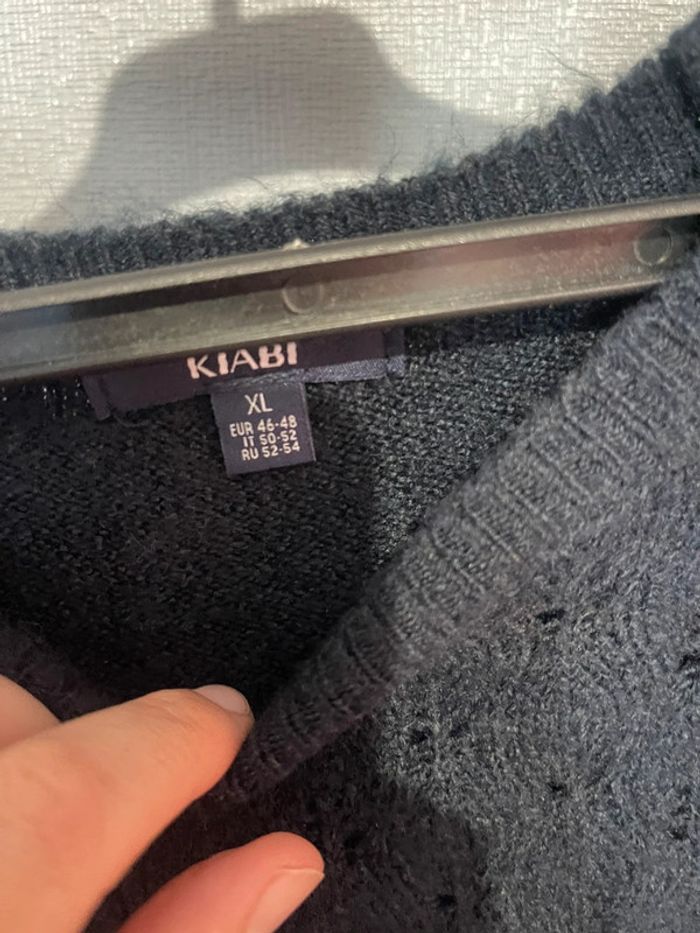 KIABI
XL
EUR 46-48
IT 50-52
RU 52-54